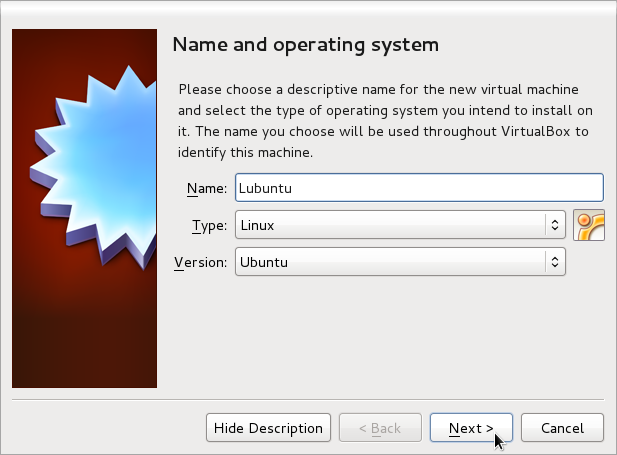 Name and operating system
Please choose a descriptive name for the new virtual machine
and select the type of operating system you intend to install on
it. The name you choose will be used throughout VirtualBox to
identify this machine.
Name: Lubuntu
Type: Linux
Version: Ubuntu
Hide Description < Back Next > Cancel